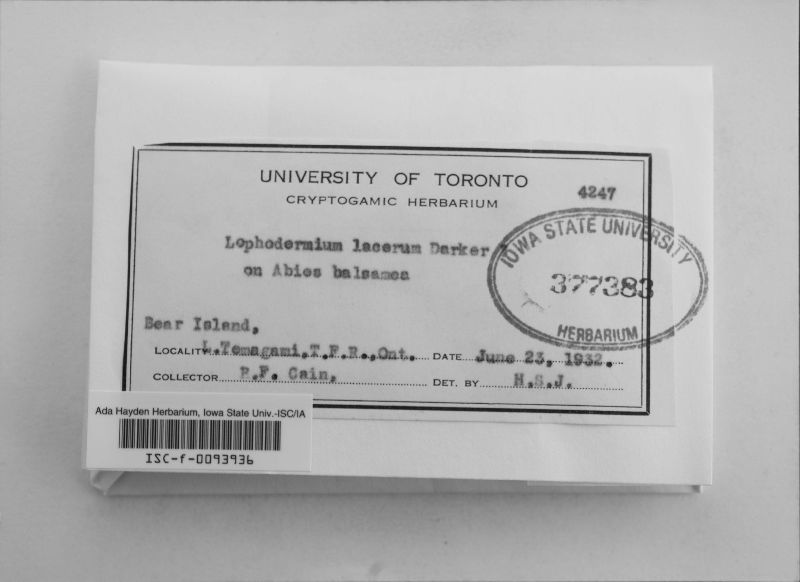 UNIVERSITY OF TORONTO
CRYPTOGAMIC HERBARIUM
4247
Lophodermium lacerum Darker
on Abies balsamea
IOWA STATE UNIVERSITY
377383
HERBARIUM
Bear Island,
LOCALITY L.Temagami,T.F.R.,Ont. DATE June 23, 1932.
COLLECTOR R.F. Cain, DET. BY H.S.J.
Ada Hayden Herbarium, Iowa State Univ.-ISC/IA
ISC-f-0093936